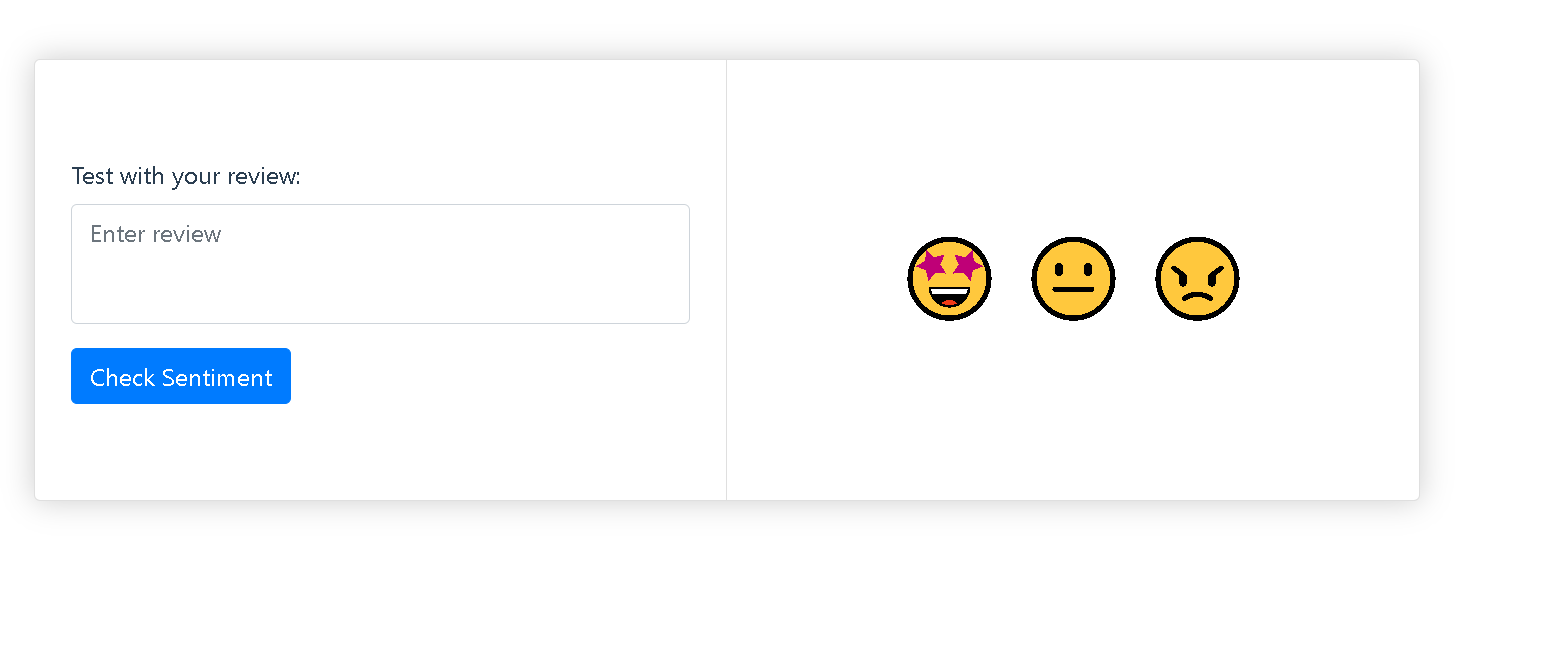 Test with your review:
Enter review
Check Sentiment